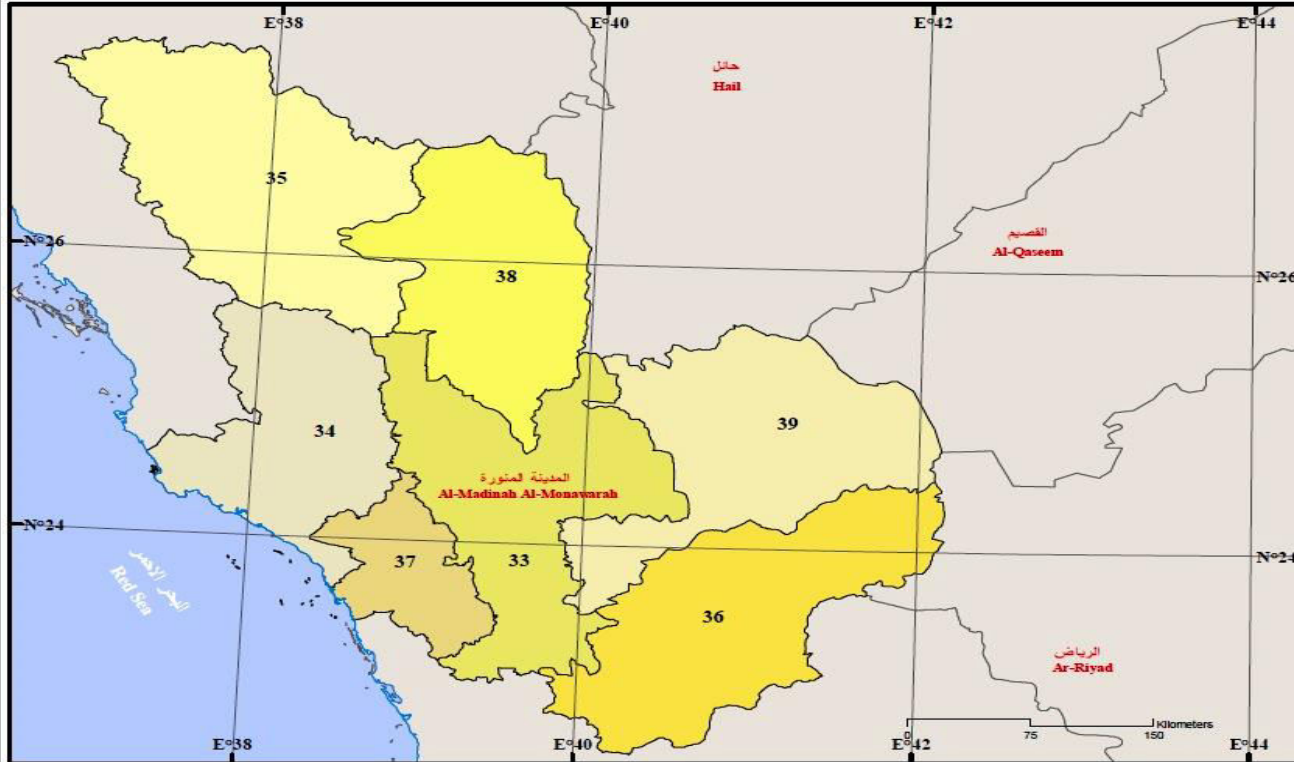 E°38
E°40
E°42
E°44
حائل
Hail
35
N°26
القصيم
Al-Qaseem
38
N°26
34
39
المدينة المنورة
Al-Madinah Al-Monawarah
N°24
37
33
N°24
البحر الاحمر
Red Sea
36
الرياض
Ar-Riyad
Kilometers
0
75
150
E°38
E°40
E°42
E°44